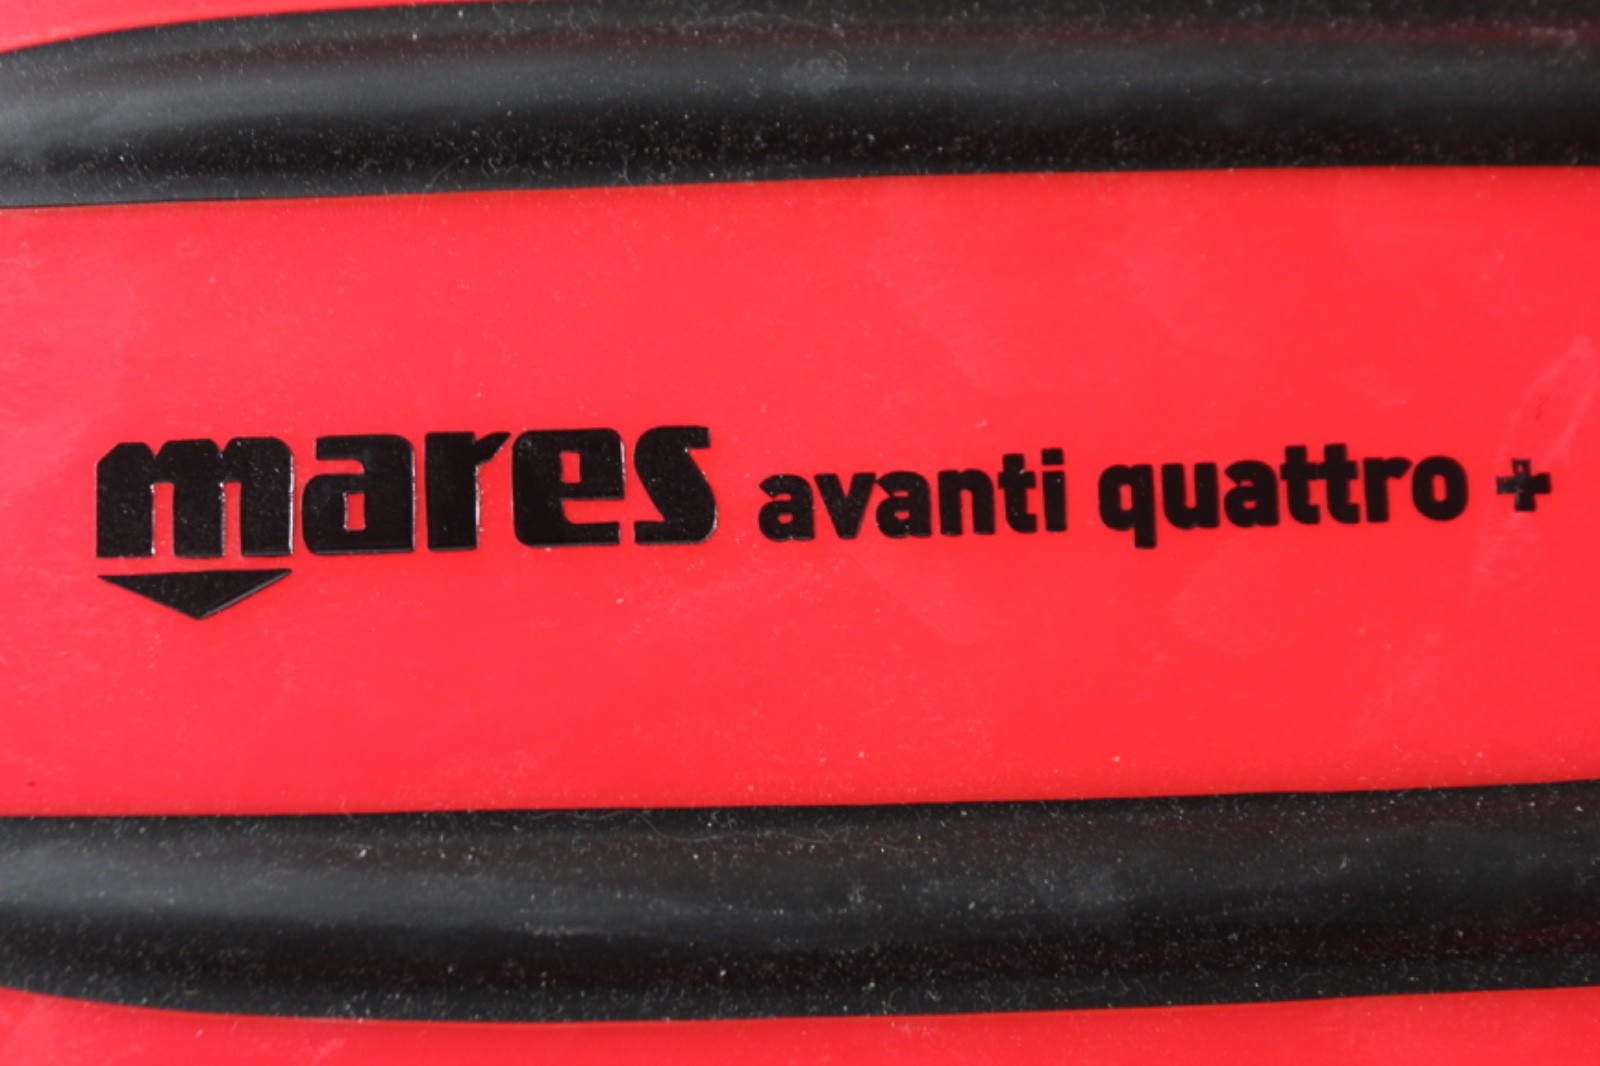 mares avanti quattro +